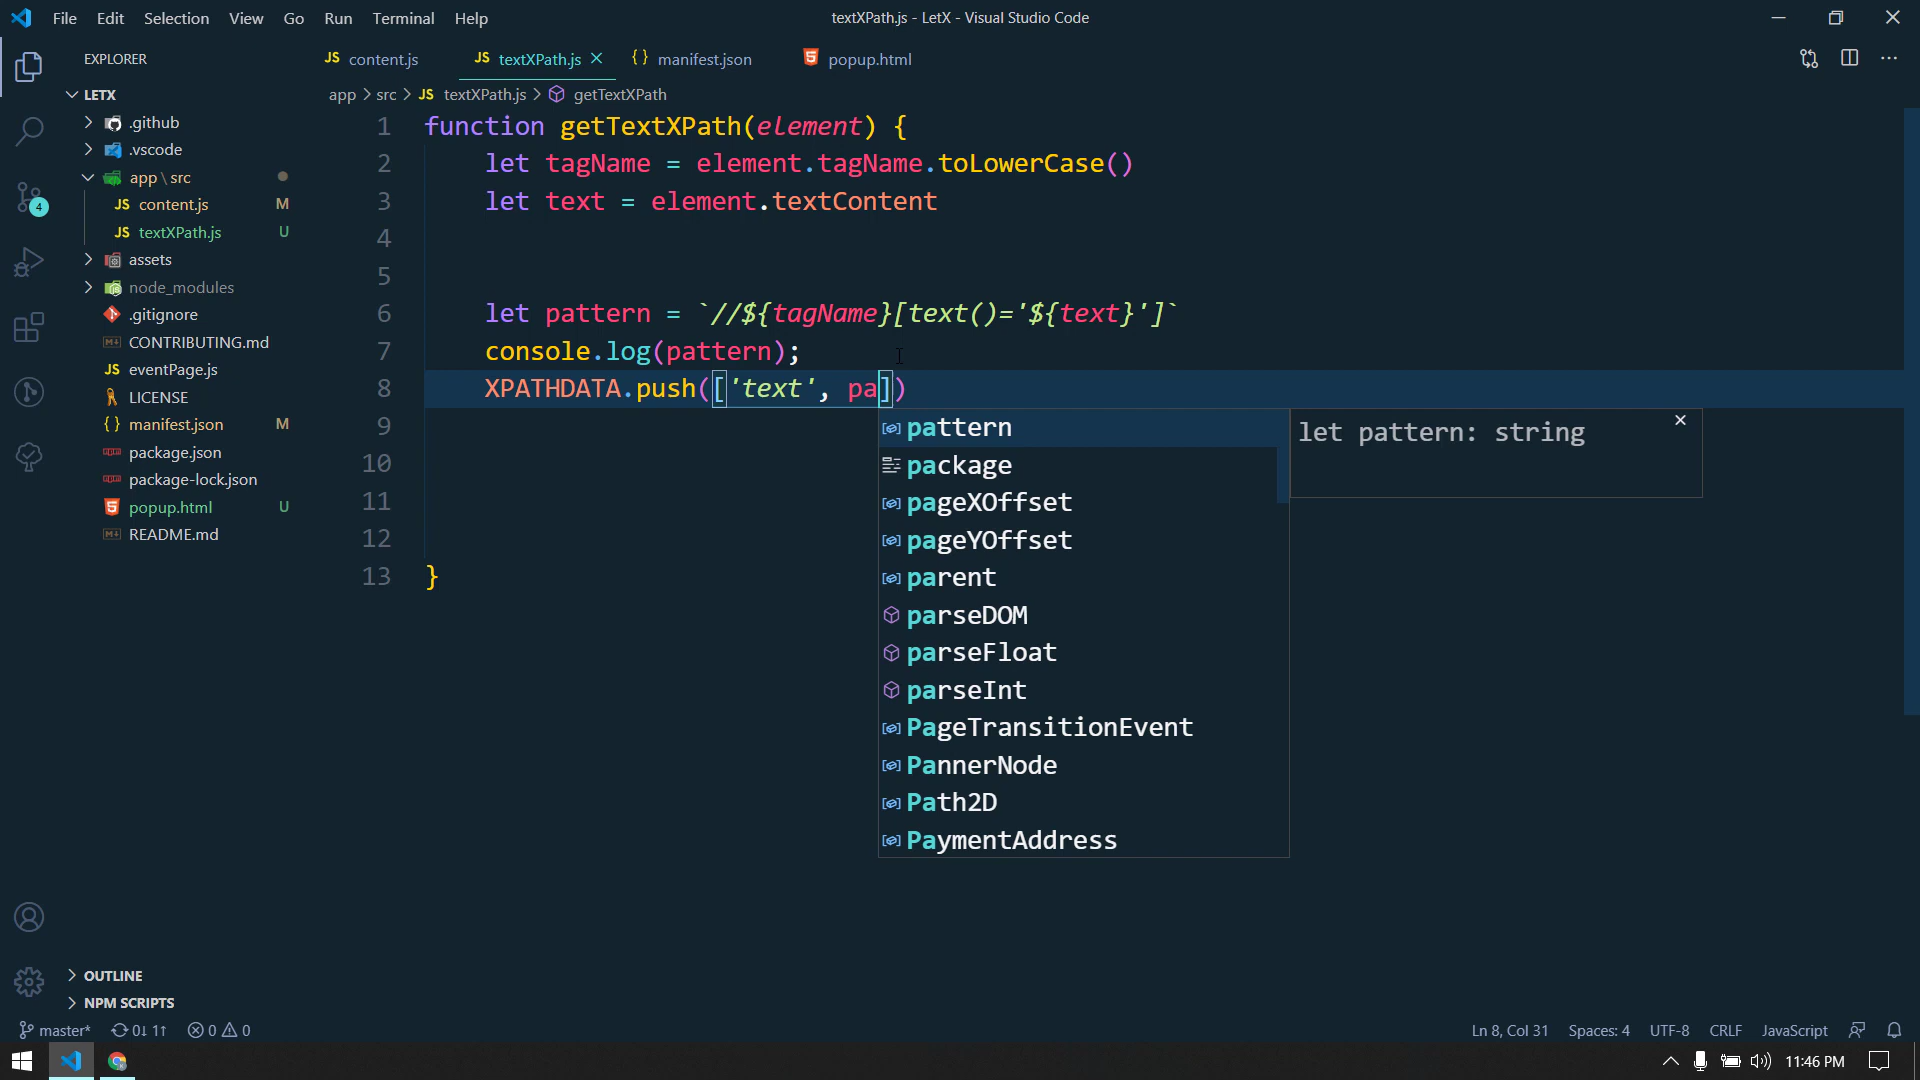 File Edit Selection View Go Run Terminal Help
textXPath.js - LetX - Visual Studio Code
EXPLORER
JS content.js
JS textXPath.js
{} manifest.json
popup.html
LETX
app > src > JS textXPath.js > getTextXPath
.github
.vscode
app \ src
JS content.js M
JS textXPath.js U
assets
node_modules
.gitignore
CONTRIBUTING.md
eventPage.js
LICENSE
manifest.json M
package.json
package-lock.json
popup.html U
README.md
4
1 function getTextXPath(element) {
2 let tagName = element.tagName.toLowerCase()
3 let text = element.textContent
4
5
6 let pattern = `//${tagName}[text()='${text}']`
7 console.log(pattern);
8 XPATHDATA.push(['text', pa])
9
10
11
12
13 }
pattern
package
pageXOffset
pageYOffset
parent
parseDOM
parseFloat
parseInt
PageTransitionEvent
PannerNode
Path2D
PaymentAddress
let pattern: string
OUTLINE
NPM SCRIPTS
master* 0↓ 1↑ 0 0
Ln 8, Col 31 Spaces: 4 UTF-8 CRLF JavaScript
11:46 PM